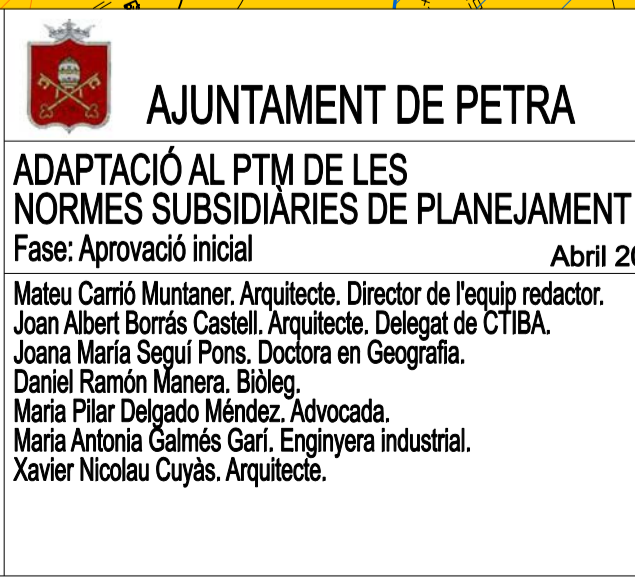 AJUNTAMENT DE PETRA
ADAPTACIÓ AL PTM DE LES
NORMES SUBSIDIÀRIES DE PLANEJAMENT
Fase: Aprovació inicial Abril 20
Mateu Carrió Muntaner. Arquitecte. Director de l'equip redactor.
Joan Albert Borrás Castell. Arquitecte. Delegat de CTIBA.
Joana María Seguí Pons. Doctora en Geografia.
Daniel Ramón Manera. Biòleg.
Maria Pilar Delgado Méndez. Advocada.
Maria Antonia Galmés Garí. Enginyera industrial.
Xavier Nicolau Cuyàs. Arquitecte.